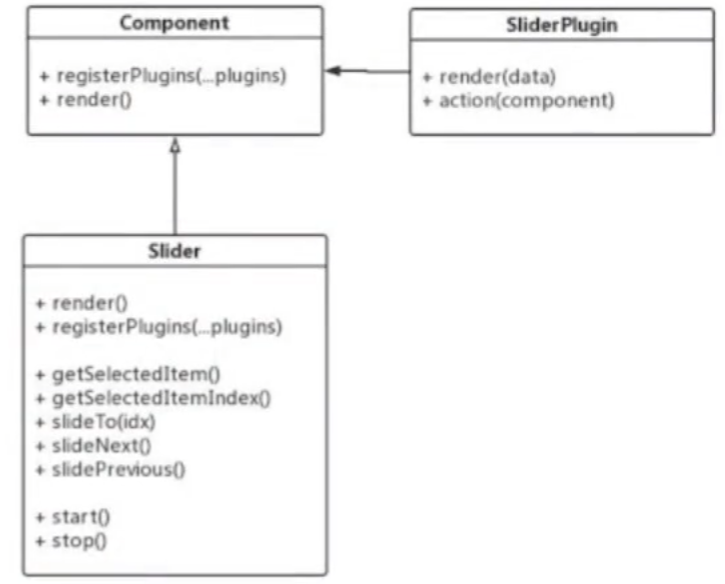 Component
+ registerPlugins(...plugins)
+ render()
SliderPlugin
+ render(data)
+ action(component)
Slider
+ render()
+ registerPlugins(...plugins)
+ getSelectedItem()
+ getSelectedItemIndex()
+ slideTo(idx)
+ slideNext()
+ slidePrevious()
+ start()
+ stop()